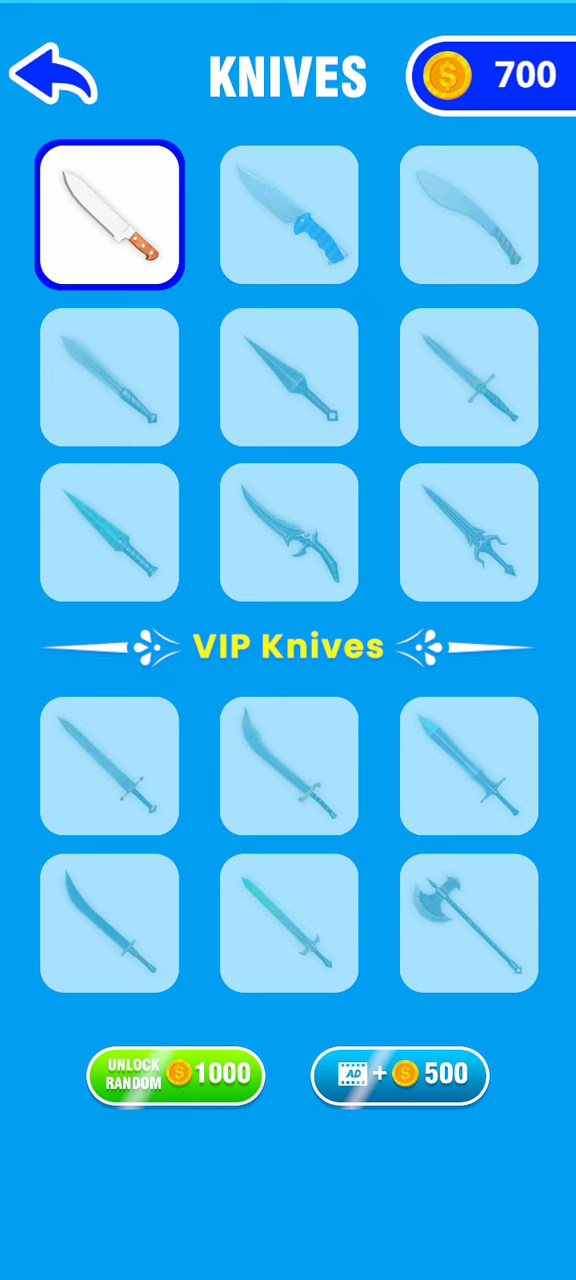 KNIVES
$ 700
VIP Knives
UNLOCK
RANDOM
$ 1000
AD + $ 500